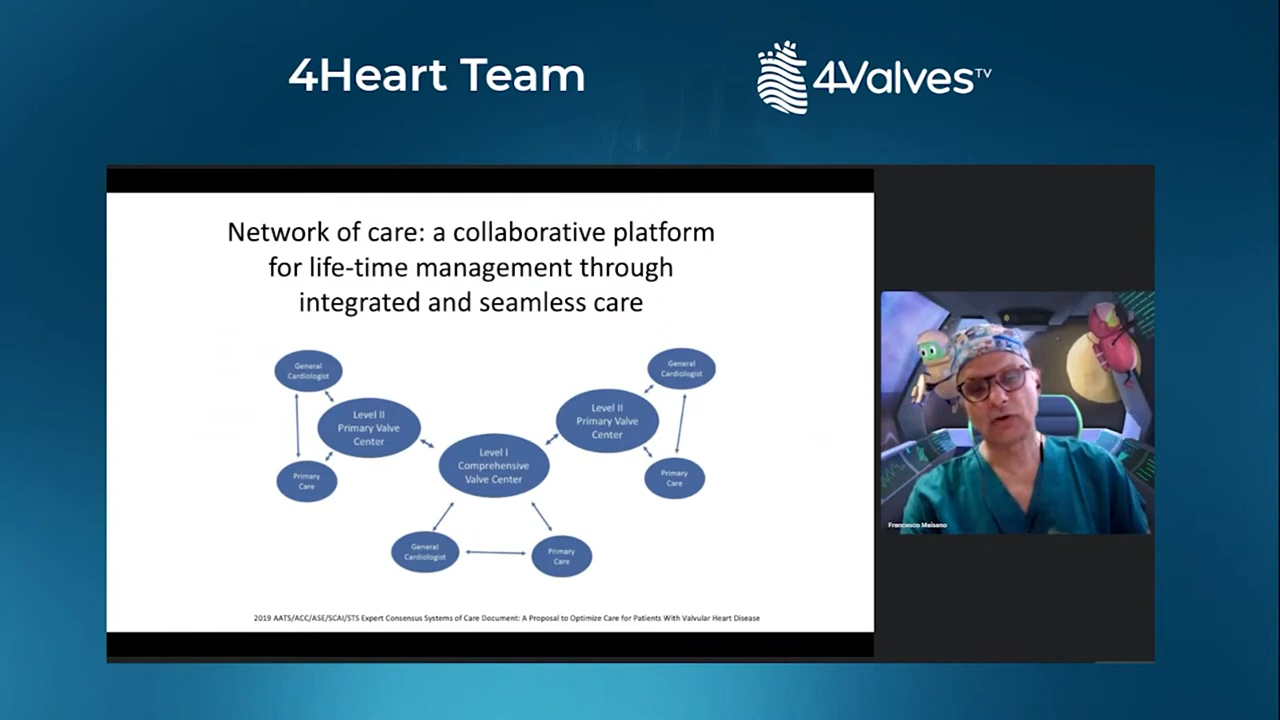 4Heart Team
4Valves TV
Network of care: a collaborative platform
for life-time management through
integrated and seamless care
General
Cardiologist
Level II
Primary Valve
Center
Primary
Care
Level I
Comprehensive
Valve Center
General
Cardiologist
Primary
Care
Level II
Primary Valve
Center
General
Cardiologist
Primary
Care
2019 AATS/ACC/ASE/SCAI/STS Expert Consensus Systems of Care Document: A Proposal to Optimize Care for Patients With Valvular Heart Disease
Francesco Maisano